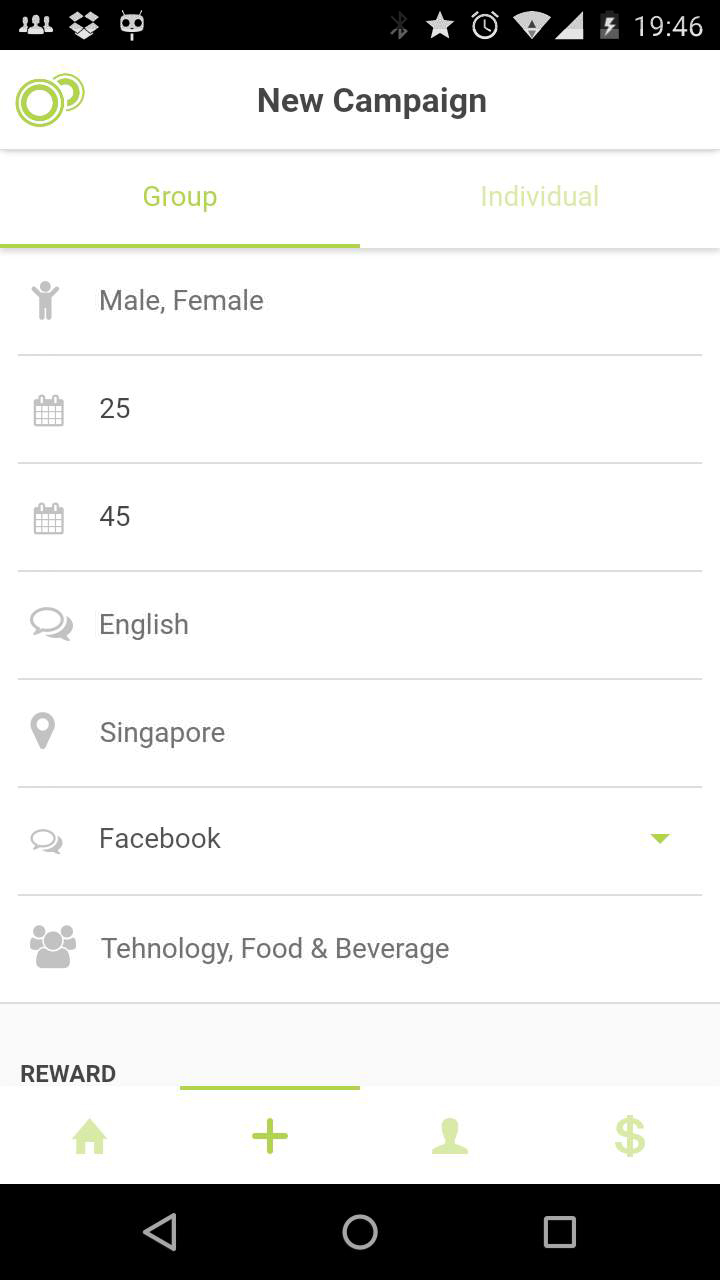 19:46
New Campaign
Group
Individual
Male, Female
25
45
English
Singapore
Facebook
Tehnology, Food & Beverage
REWARD